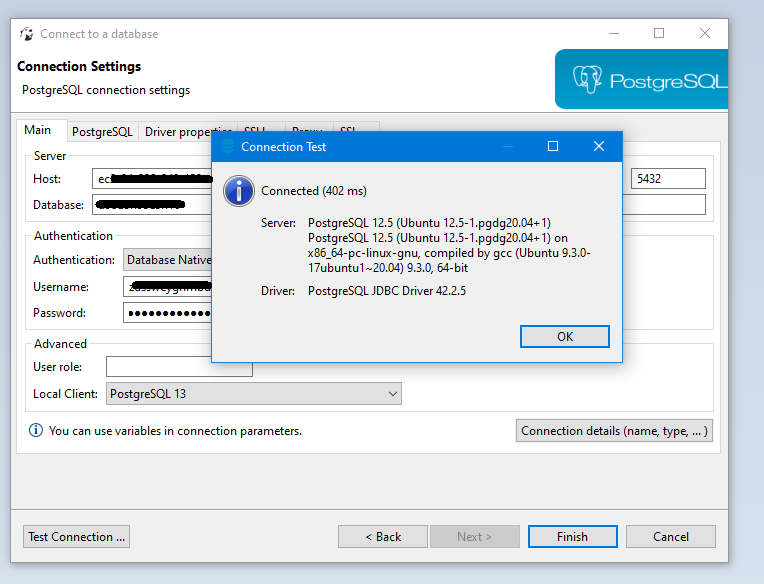 Connect to a database
Connection Settings
PostgreSQL connection settings
PostgreSQL
Main PostgreSQL Driver properties SSH Proxy SSL
Server
Host: 5432
Database:
Authentication
Authentication: Database Native
Username:
Password: ••••••••••••
Advanced
User role:
Local Client: PostgreSQL 13
You can use variables in connection parameters.
Connection details (name, type, ... )
Test Connection ...
< Back
Next >
Finish
Cancel
Connection Test
Connected (402 ms)
Server: PostgreSQL 12.5 (Ubuntu 12.5-1.pgdg20.04+1)
PostgreSQL 12.5 (Ubuntu 12.5-1.pgdg20.04+1) on
x86_64-pc-linux-gnu, compiled by gcc (Ubuntu 9.3.0-
17ubuntu1~20.04) 9.3.0, 64-bit
Driver: PostgreSQL JDBC Driver 42.2.5
OK